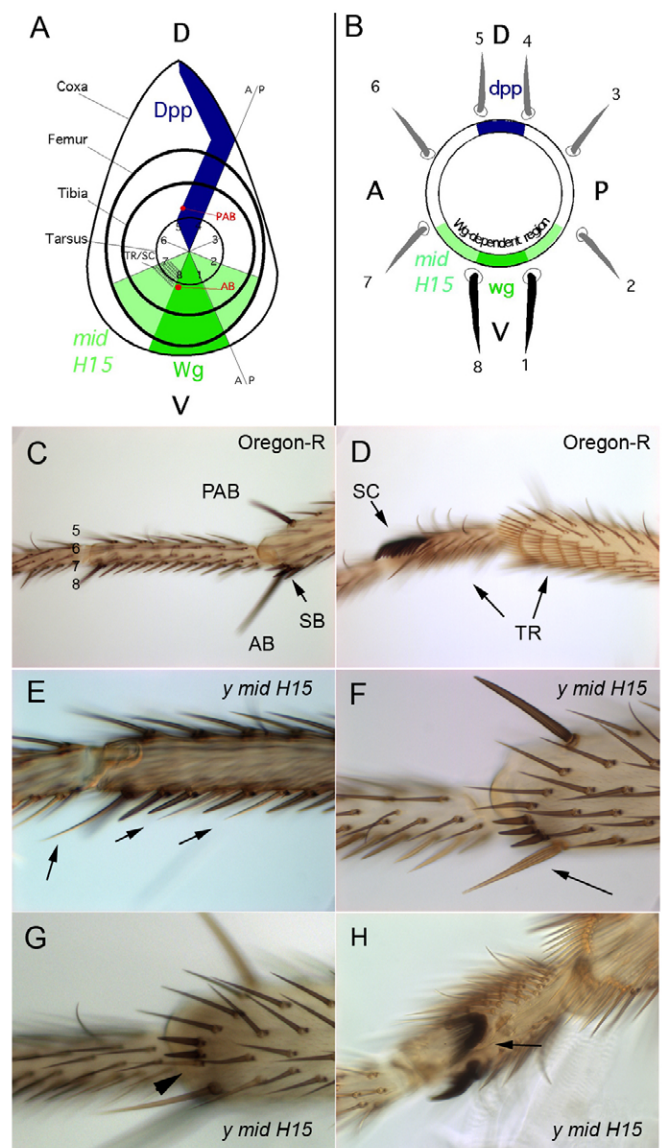 A
D
Coxa
Dpp
A/P
Femur
Tibia
PAB
Tarsus
5
6
3
TR/SC
7
2
8
1
AB
mid
H15
Wg
A/P
V
B
D
5
4
dpp
6
3
A
P
Wg-dependent region
mid
H15
wg
7
2
V
8
1
C
Oregon-R
PAB
5
6
7
8
SB
AB
D
Oregon-R
SC
TR
E
y mid H15
F
y mid H15
G
y mid H15
H
y mid H15